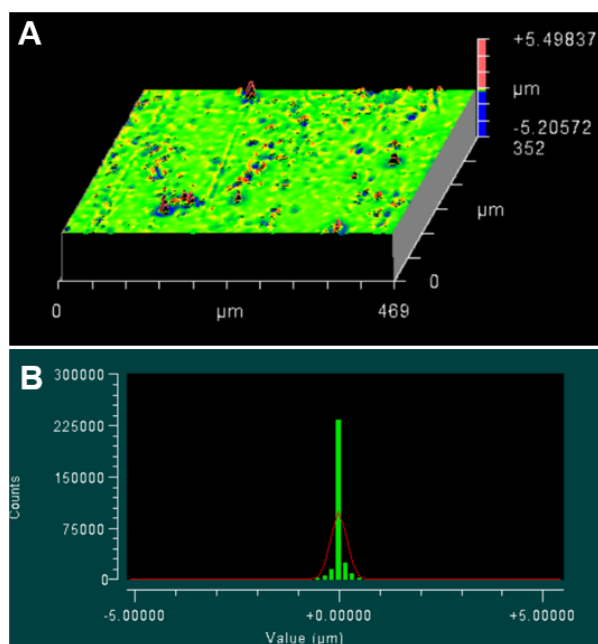 A
+5.49837
µm
-5.20572
352
µm
0
0 µm 469
B
300000
225000
150000
75000
0
Counts
-5.00000 +0.00000 +5.00000
Value (µm)